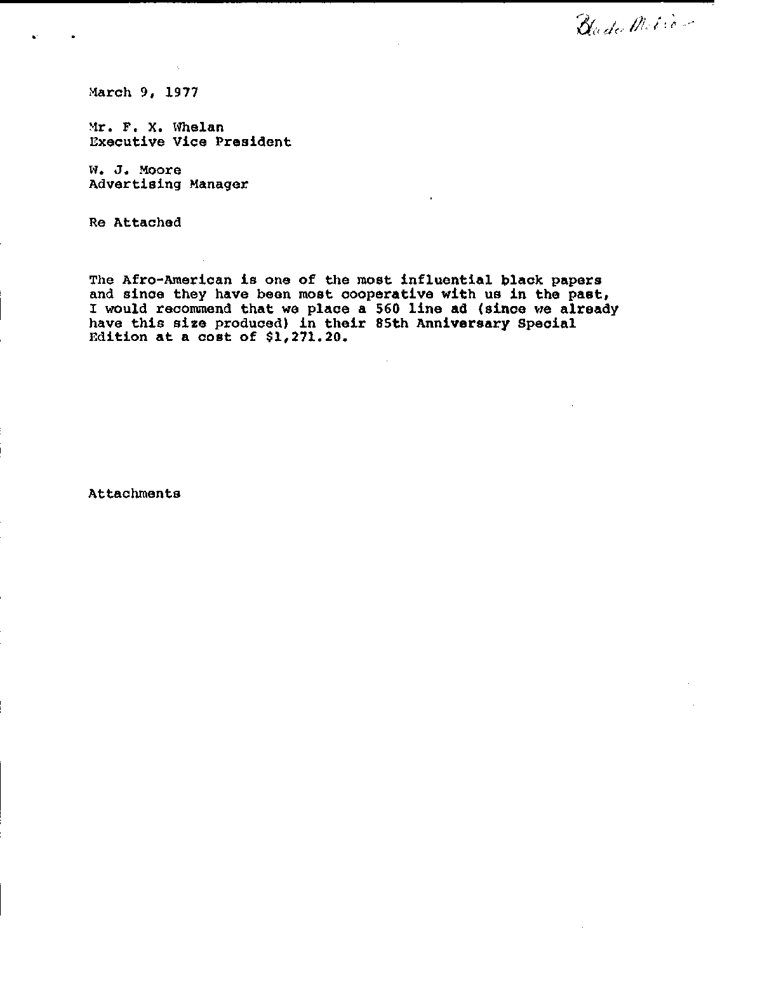 March 9, 1977
Mr. F. X. Whelan
Executive Vice President
W. J. Moore
Advertising Manager
Re Attached
The Afro-American is one of the most influential black papers
and since they have been most cooperative with us in the past,
I would recommend that we place a 560 line ad (since we already
have this size produced) in their 85th Anniversary Special
Edition at a cost of $1,271.20.
Attachments